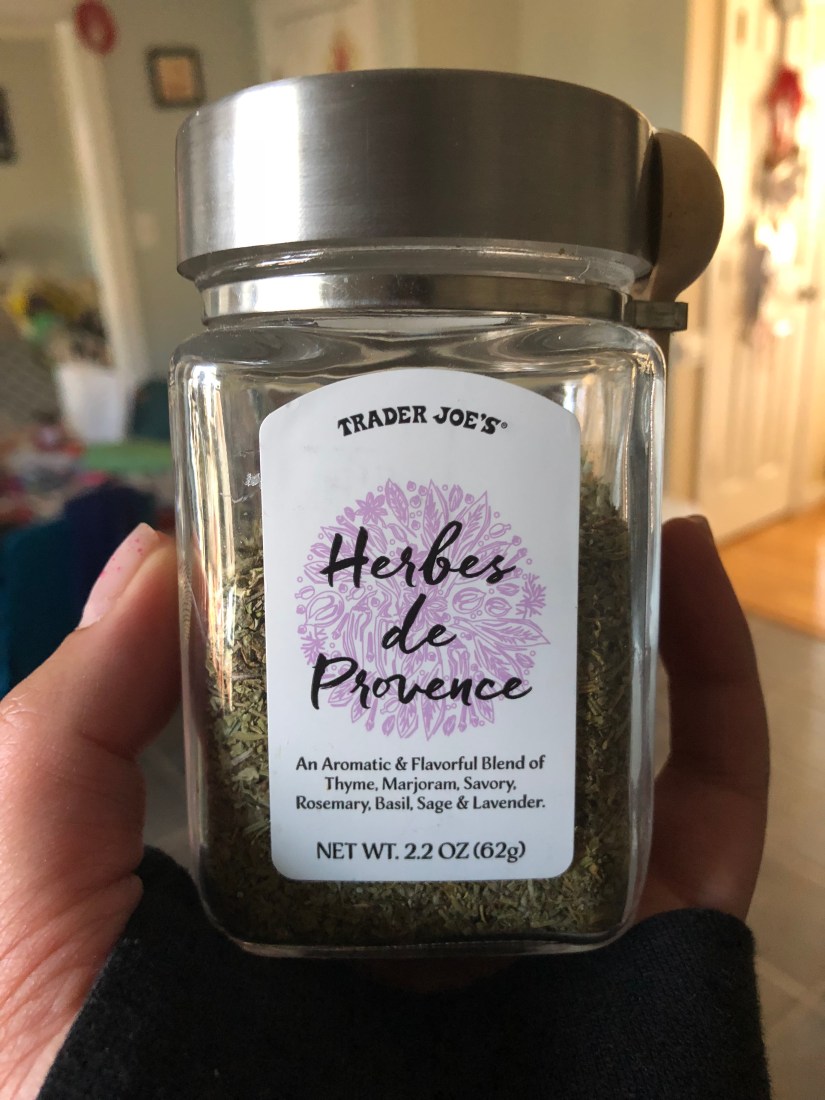 TRADER JOE'S®
Herbes
de
Provence
An Aromatic & Flavorful Blend of
Thyme, Marjoram, Savory,
Rosemary, Basil, Sage & Lavender.
NET WT. 2.2 OZ (62g)